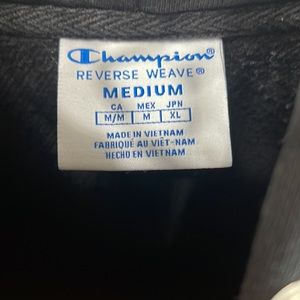 Champion
REVERSE WEAVE®
MEDIUM
CA MEX JPN
M/M M XL
MADE IN VIETNAM
FABRIQUÉ AU VIÊT-NAM
HECHO EN VIETNAM